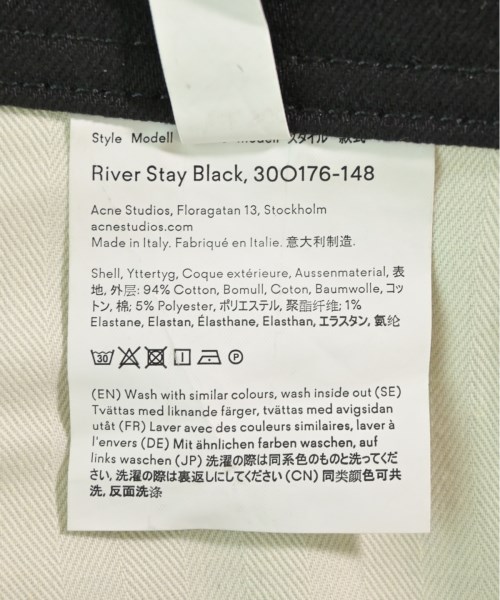 Style Modell スタイル 款式
River Stay Black, 30O176-148
Acne Studios, Floragatan 13, Stockholm
acnestudios.com
Made in Italy. Fabriqué en Italie. 意大利制造.
Shell, Yttertyg, Coque extérieure, Aussenmaterial, 表
地, 外层: 94% Cotton, Bomull, Coton, Baumwolle, コッ
トン, 棉; 5% Polyester, ポリエステル, 聚酯纤维; 1%
Elastane, Elastan, Élasthane, Elasthan, エラスタン, 氨纶
30 P
(EN) Wash with similar colours, wash inside out (SE)
Tvättas med liknande färger, tvättas med avigsidan
utåt (FR) Laver avec des couleurs similaires, laver à
l'envers (DE) Mit ähnlichen farben waschen, auf
links waschen (JP) 洗濯の際は同系色のものと洗ってくだ
さい, 洗濯の際は裏返しにしてください (CN) 同类颜色可共
洗, 反面洗涤